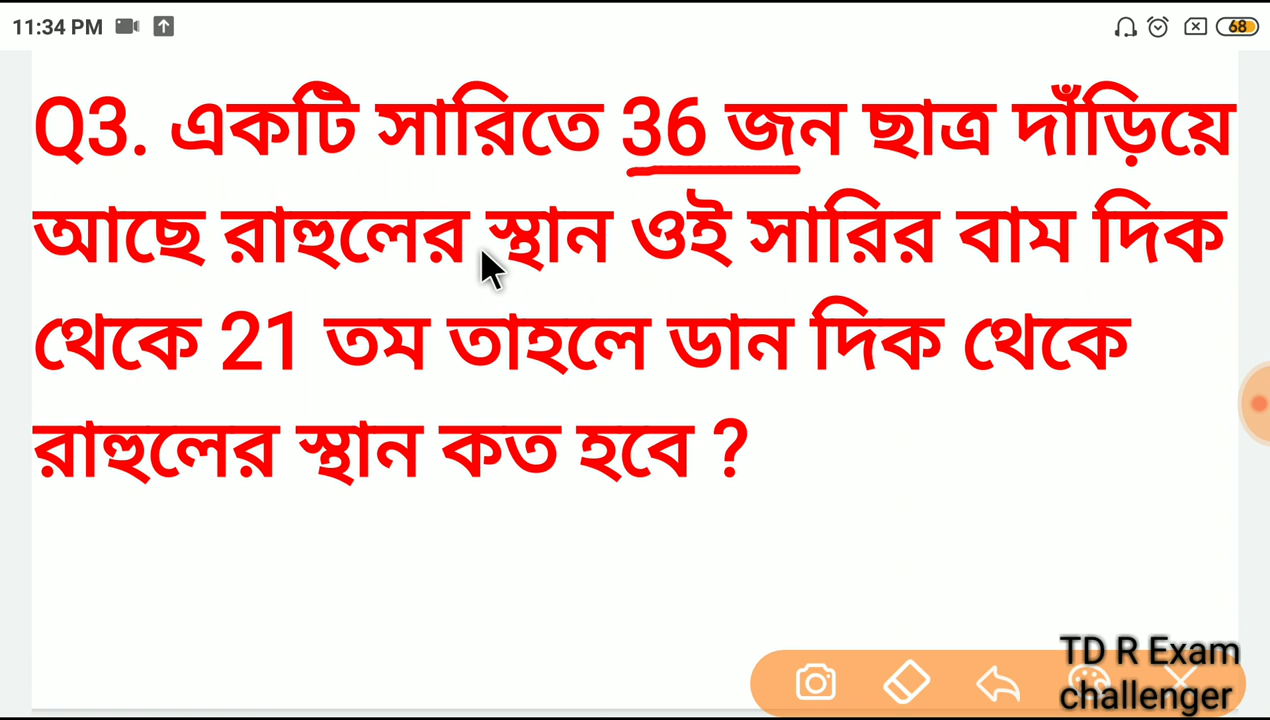 11:34 PM 68
Q3. একটি সারিতে 36 জন ছাত্র দাঁড়িয়ে
আছে রাহুলের স্থান ওই সারির বাম দিক
থেকে 21 তম তাহলে ডান দিক থেকে
রাহুলের স্থান কত হবে ?
TD R Exam
challenger